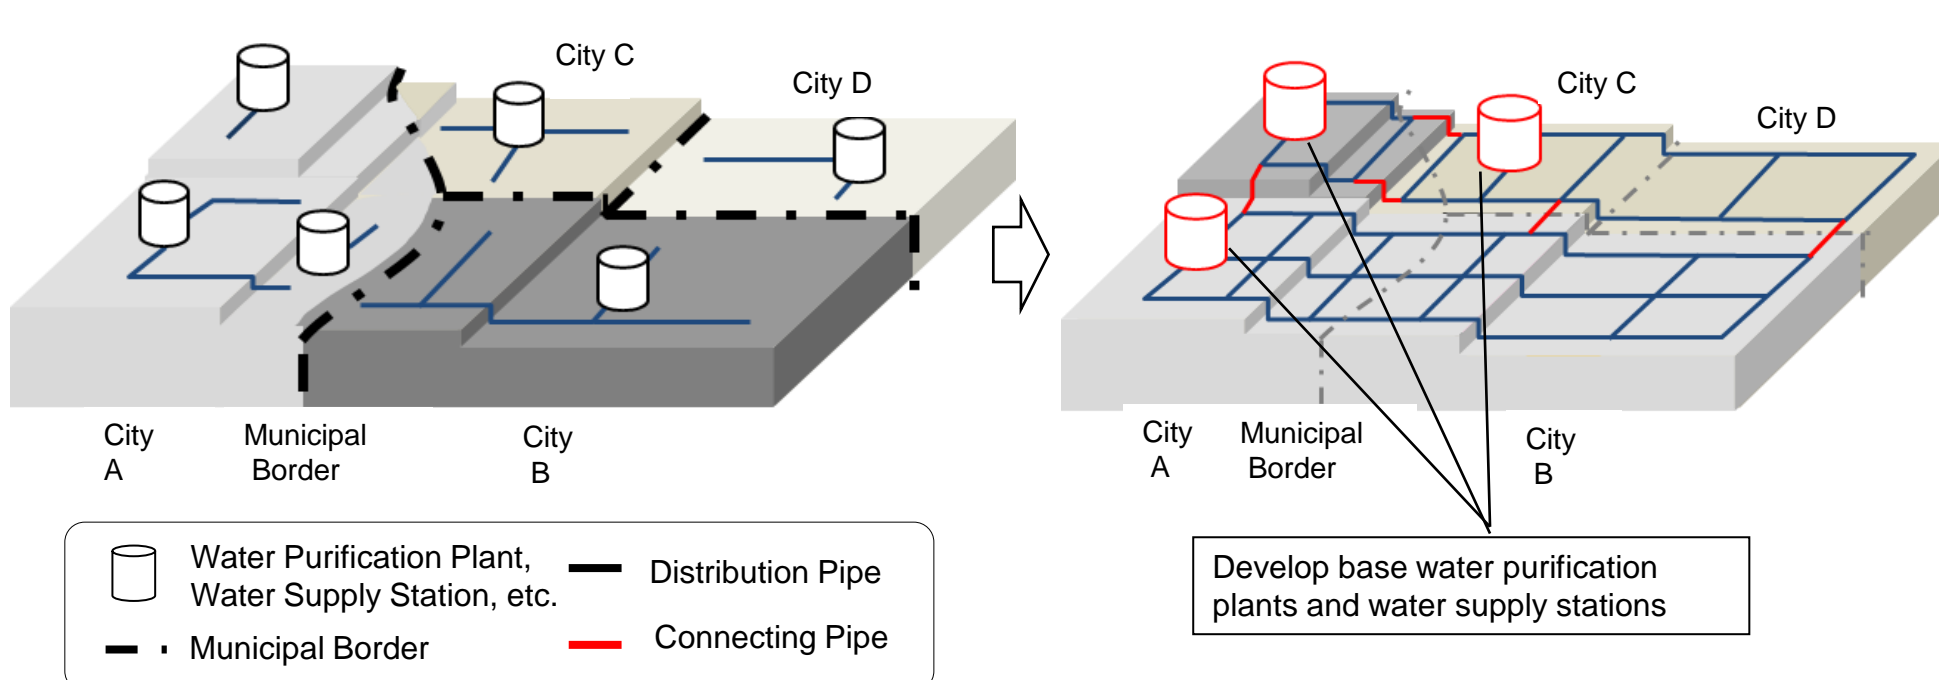 City C
City D
City
A
Municipal
Border
City
B
Water Purification Plant,
Water Supply Station, etc.
Municipal Border
Distribution Pipe
Connecting Pipe
City C
City D
City
A
Municipal
Border
City
B
Develop base water purification
plants and water supply stations